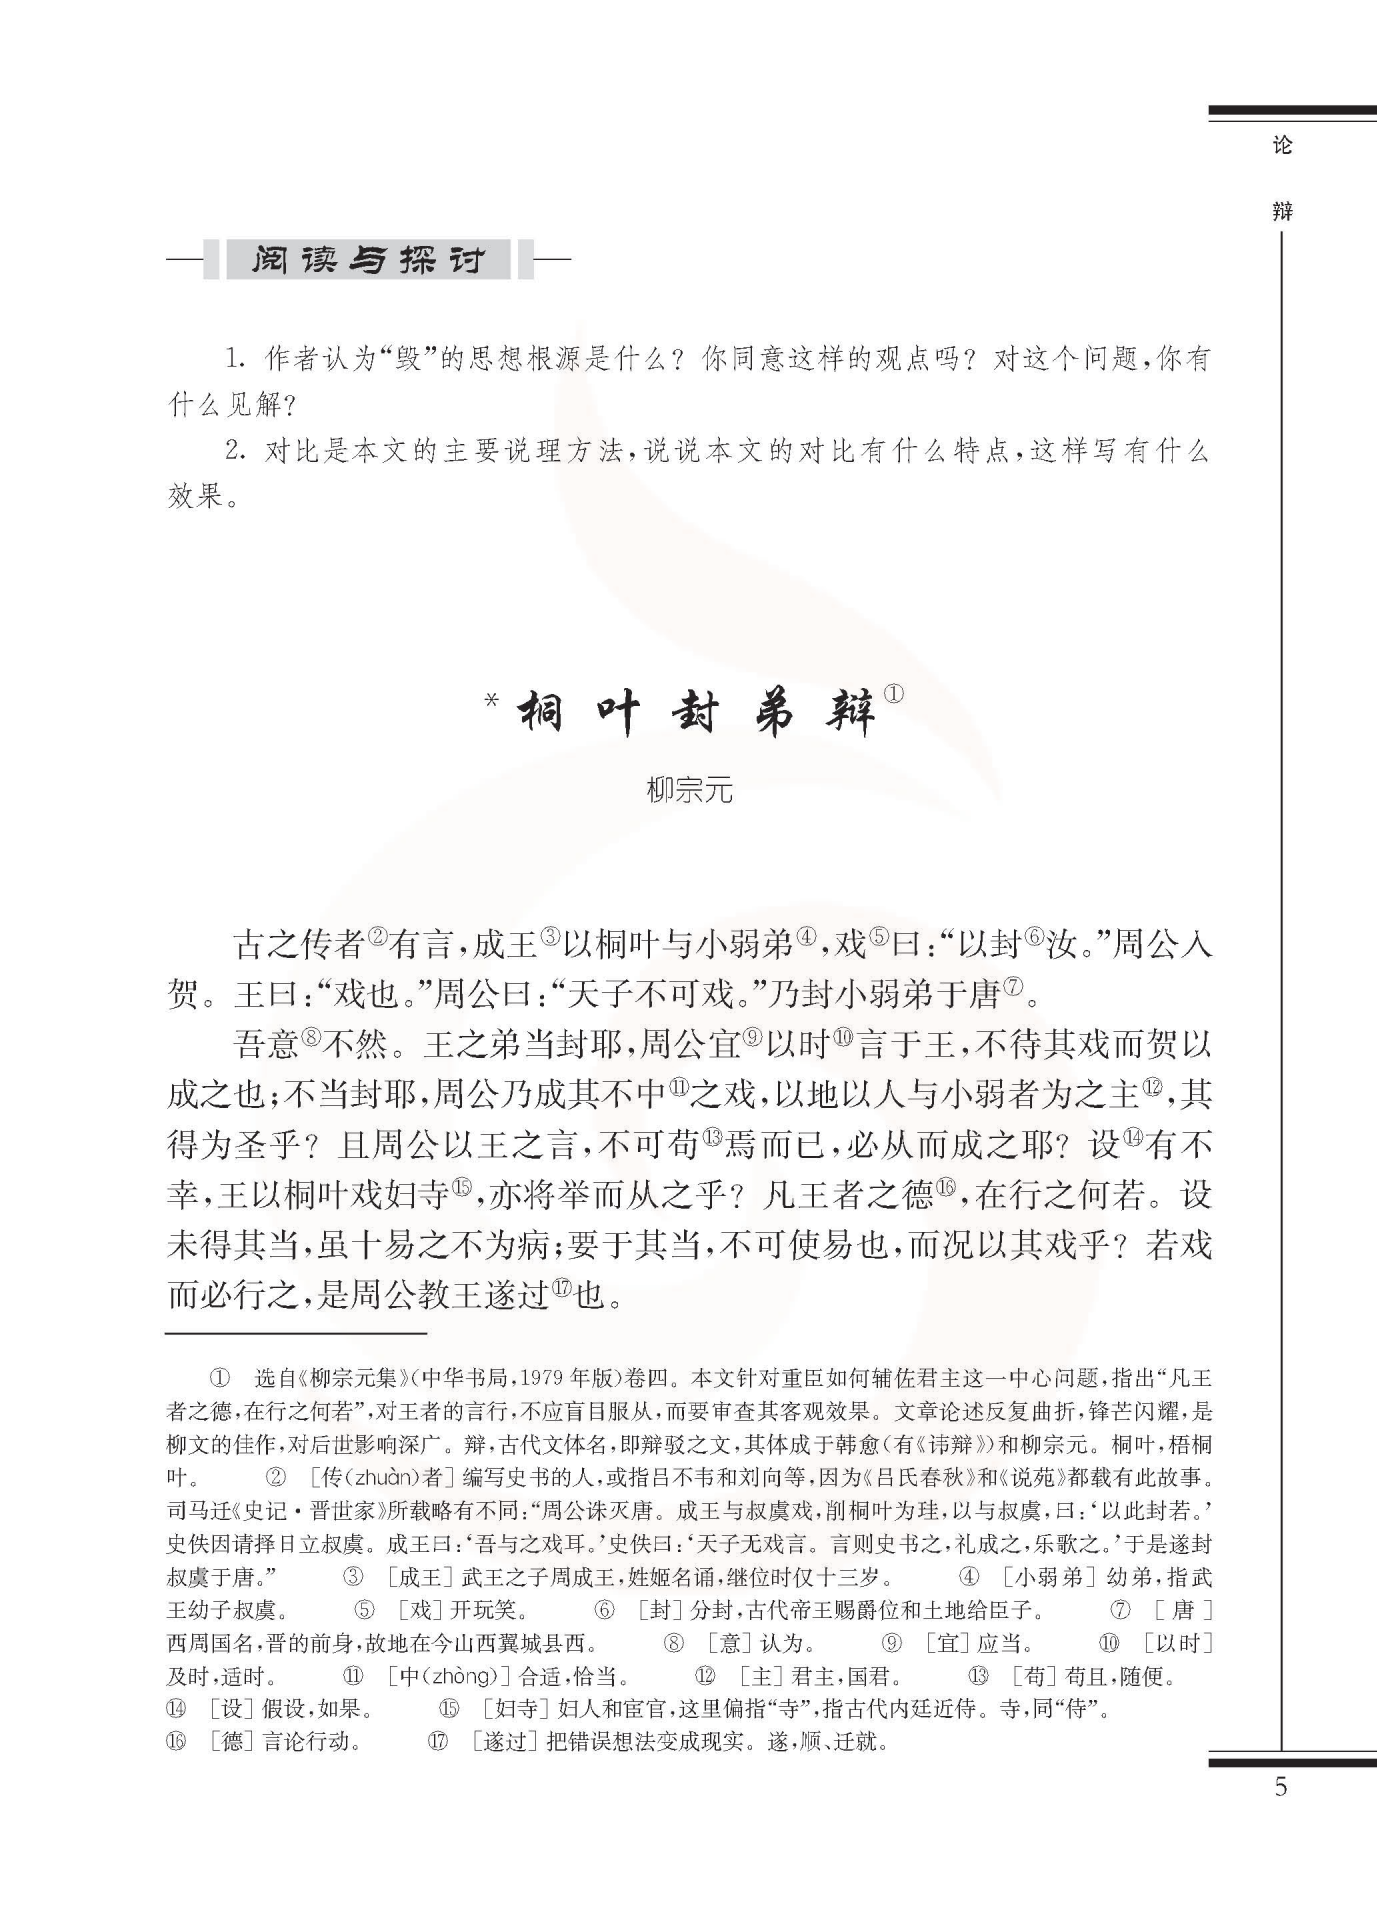 论
辩
阅读与探讨
1. 作者认为“毁”的思想根源是什么？你同意这样的观点吗？对这个问题，你有
什么见解？
2. 对比是本文的主要说理方法，说说本文的对比有什么特点，这样写有什么
效果。
*桐叶封弟辩①
柳宗元
古之传者②有言，成王③以桐叶与小弱弟④，戏⑤曰：“以封⑥汝。”周公入
贺。王曰：“戏也。”周公曰：“天子不可戏。”乃封小弱弟于唐⑦。
吾意⑧不然。王之弟当封耶，周公宜⑨以时⑩言于王，不待其戏而贺以
成之也；不当封耶，周公乃成其不中⑪之戏，以地以人与小弱者为之主⑫，其
得为圣乎？且周公以王之言，不可苟⑬焉而已，必从而成之耶？设⑭有不
幸，王以桐叶戏妇寺⑮，亦将举而从之乎？凡王者之德⑯，在行之何若。设
未得其当，虽十易之不为病；要于其当，不可使易也，而况以其戏乎？若戏
而必行之，是周公教王遂过⑰也。
① 选自《柳宗元集》（中华书局，1979年版）卷四。本文针对重臣如何辅佐君主这一中心问题，指出“凡王
者之德，在行之何若”，对王者的言行，不应盲目服从，而要审查其客观效果。文章论述反复曲折，锋芒闪耀，是
柳文的佳作，对后世影响深广。辩，古代文体名，即辩驳之文，其体成于韩愈（有《讳辩》）和柳宗元。桐叶，梧桐
叶。 ② ［传（zhuàn）者］编写史书的人，或指吕不韦和刘向等，因为《吕氏春秋》和《说苑》都载有此故事。
司马迁《史记·晋世家》所载略有不同：“周公诛灭唐。成王与叔虞戏，削桐叶为珪，以与叔虞，曰：‘以此封若。’
史佚因请择日立叔虞。成王曰：‘吾与之戏耳。’史佚曰：‘天子无戏言。言则史书之，礼成之，乐歌之。’于是遂封
叔虞于唐。” ③ ［成王］武王之子周成王，姓姬名诵，继位时仅十三岁。 ④ ［小弱弟］幼弟，指武
王幼子叔虞。 ⑤ ［戏］开玩笑。 ⑥ ［封］分封，古代帝王赐爵位和土地给臣子。 ⑦ ［唐］
西周国名，晋的前身，故地在今山西翼城县西。 ⑧ ［意］认为。 ⑨ ［宜］应当。 ⑩ ［以时］
及时，适时。 ⑪ ［中（zhòng）］合适，恰当。 ⑫ ［主］君主，国君。 ⑬ ［苟］苟且，随便。
⑭ ［设］假设，如果。 ⑮ ［妇寺］妇人和宦官，这里偏指“寺”，指古代内廷近侍。寺，同“侍”。
⑯ ［德］言论行动。 ⑰ ［遂过］把错误想法变成现实。遂，顺、迁就。
5